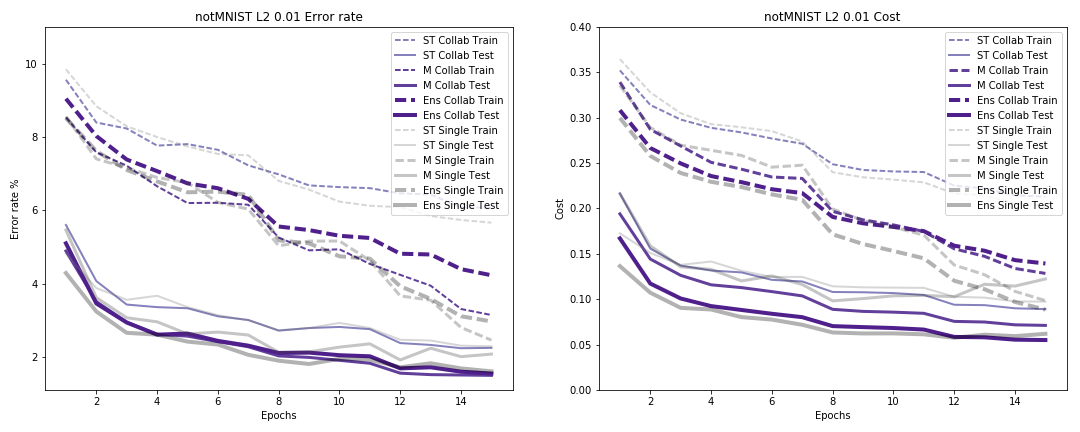 notMNIST L2 0.01 Error rate
Error rate %
10
8
6
4
2
2 4 6 8 10 12 14
Epochs
ST Collab Train
ST Collab Test
M Collab Train
M Collab Test
Ens Collab Train
Ens Collab Test
ST Single Train
ST Single Test
M Single Train
M Single Test
Ens Single Train
Ens Single Test
notMNIST L2 0.01 Cost
Cost
0.40
0.35
0.30
0.25
0.20
0.15
0.10
0.05
0.00
2 4 6 8 10 12 14
Epochs
ST Collab Train
ST Collab Test
M Collab Train
M Collab Test
Ens Collab Train
Ens Collab Test
ST Single Train
ST Single Test
M Single Train
M Single Test
Ens Single Train
Ens Single Test